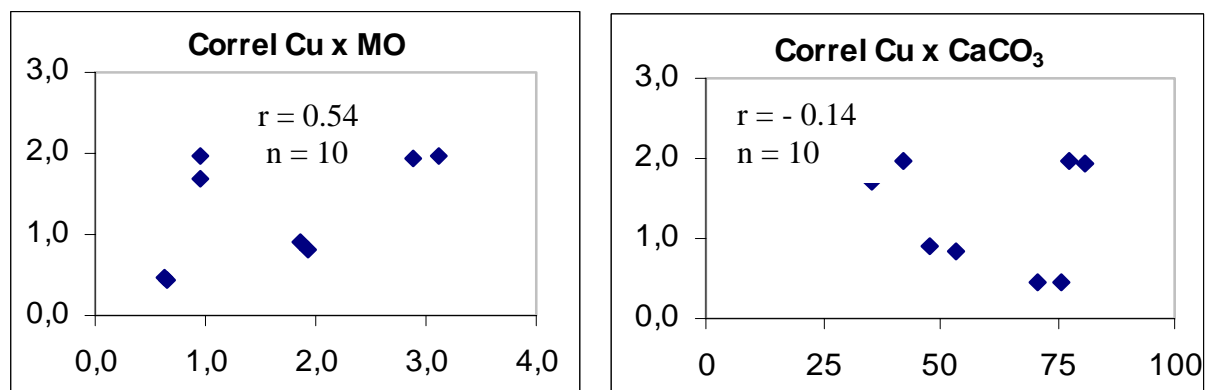 Correl Cu x MO
3,0
r = 0.54
n = 10
2,0
1,0
0,0
0,0 1,0 2,0 3,0 4,0
Correl Cu x CaCO₃
3,0
r = - 0.14
n = 10
2,0
1,0
0,0
0 25 50 75 100